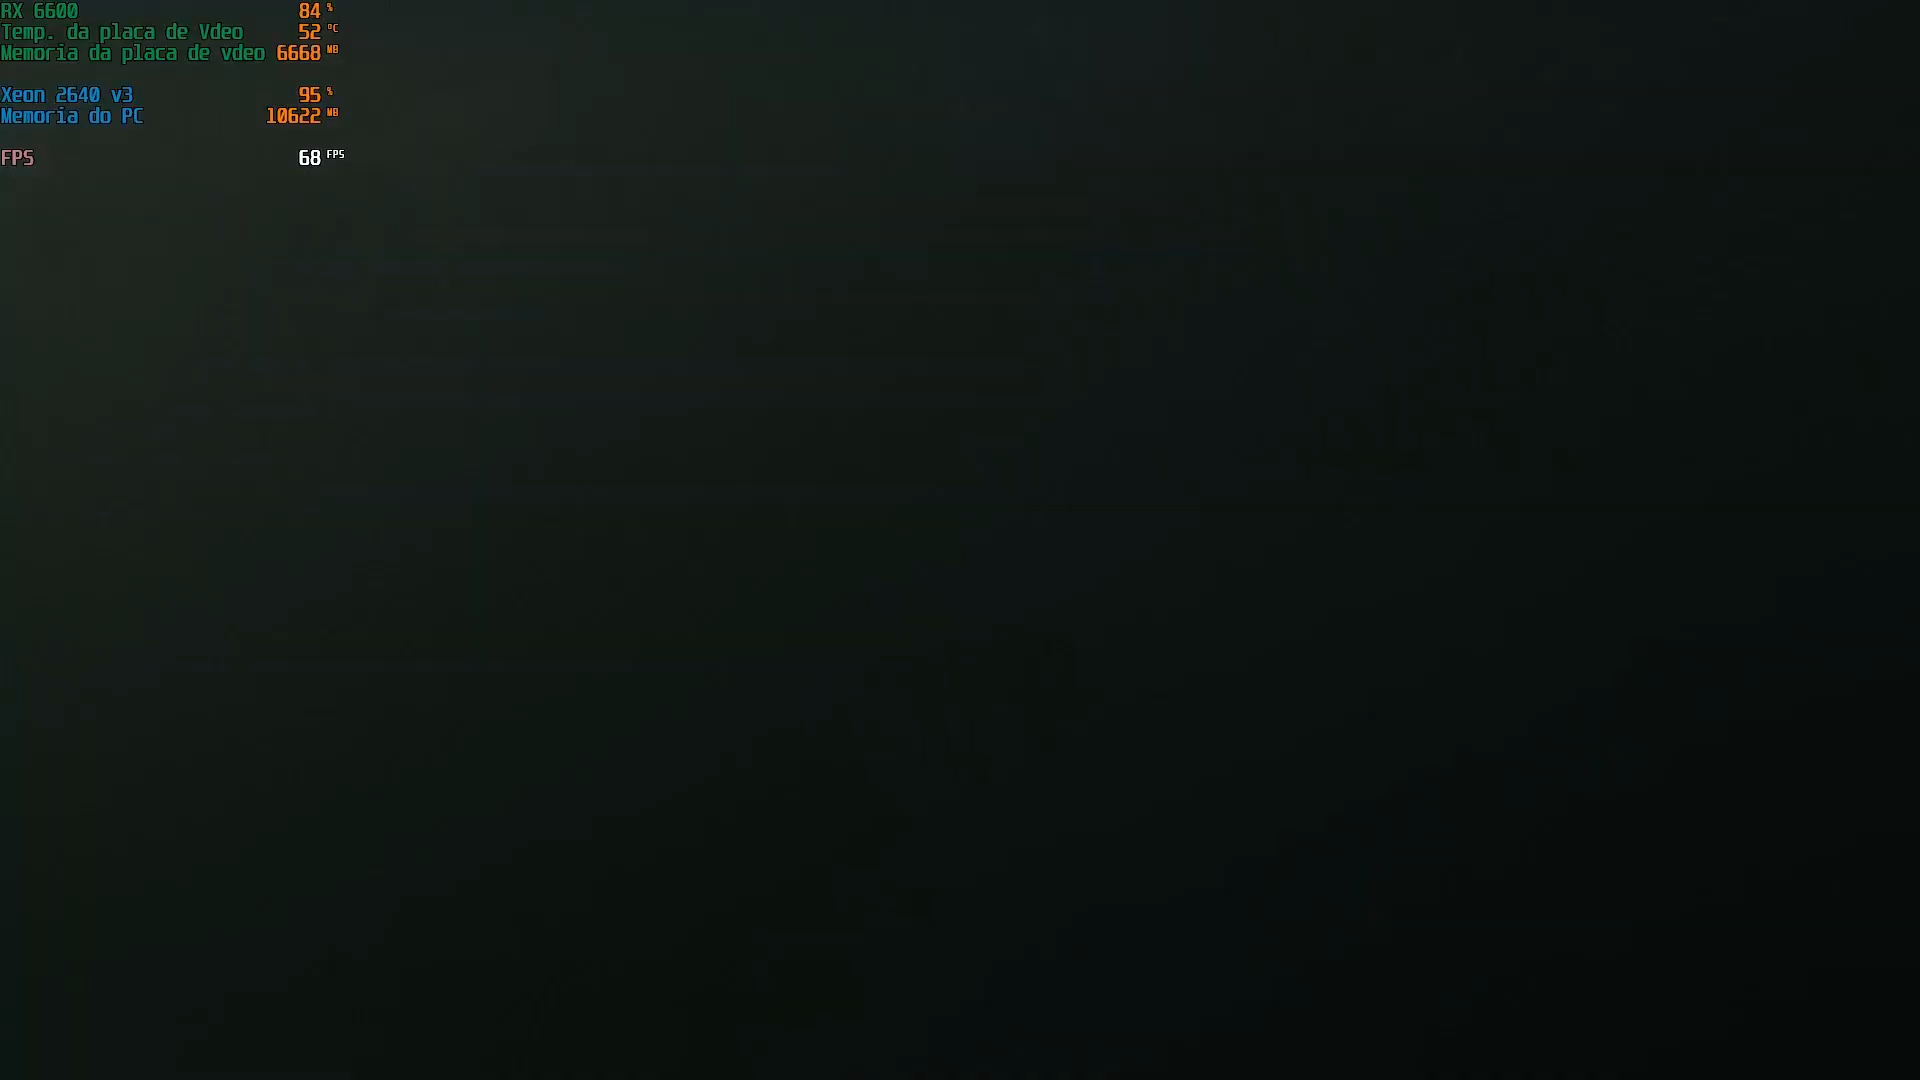 RX 6600 84 %
Temp. da placa de Vdeo 52 °C
Memoria da placa de vdeo 6668 MB
Xeon 2640 v3 95 %
Memoria do PC 10622 MB
FPS 68 FPS